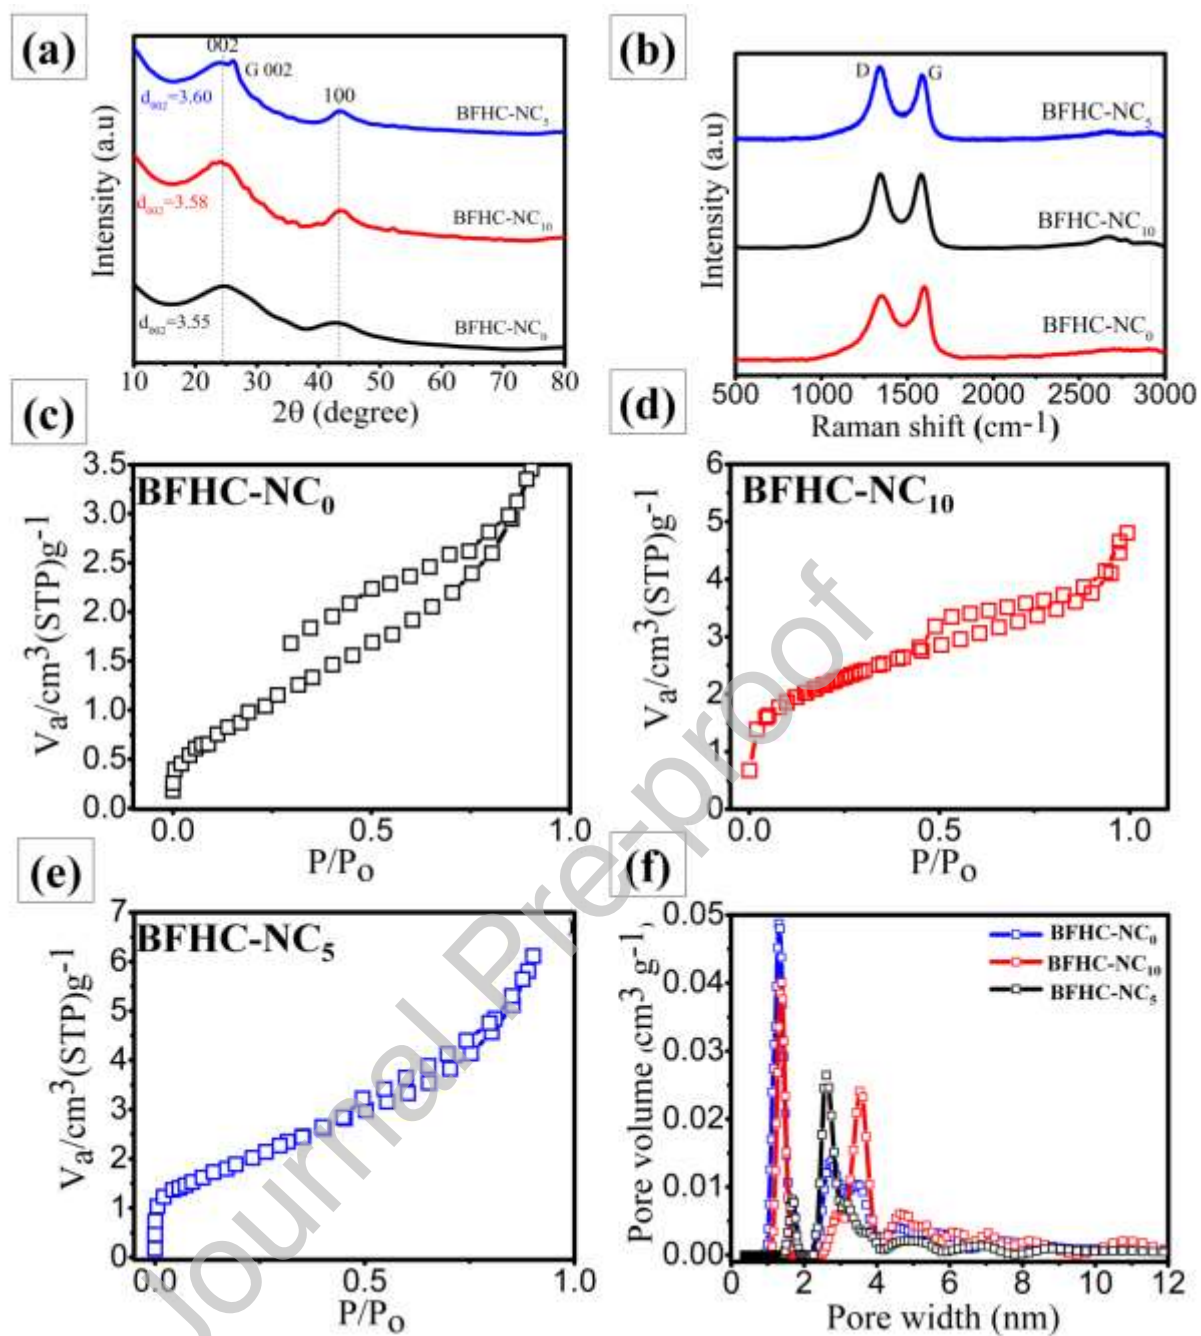 (a)
002
G 002
d002=3.60
100
BFHC-NC5
d002=3.58
BFHC-NC10
d002=3.55
BFHC-NC0
Intensity (a.u)
10 20 30 40 50 60 70 80
2θ (degree)
(b)
D G
BFHC-NC5
BFHC-NC10
BFHC-NC0
Intensity (a.u)
500 1000 1500 2000 2500 3000
Raman shift (cm-1)
(c)
BFHC-NC0
3.5
3.0
2.5
2.0
1.5
1.0
0.5
0.0
Va/cm3(STP)g-1
0.0 0.5 1.0
P/Po
(d)
BFHC-NC10
6
5
4
3
2
1
0
Va/cm3(STP)g-1
0.0 0.5 1.0
P/Po
(e)
BFHC-NC5
7
6
5
4
3
2
1
0
Va/cm3(STP)g-1
0.0 0.5 1.0
P/Po
(f)
BFHC-NC0
BFHC-NC10
BFHC-NC5
0.05
0.04
0.03
0.02
0.01
0.00
Pore volume (cm3 g-1)
0 2 4 6 8 10 12
Pore width (nm)
Journal Pre-proof